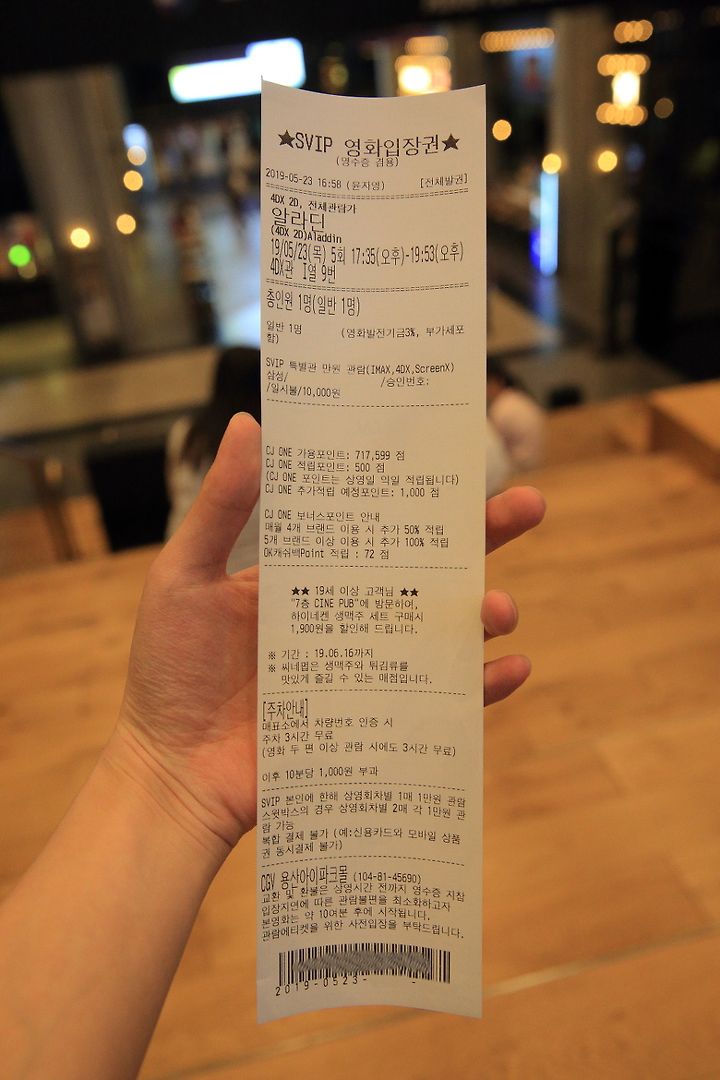 ★SVIP 영화입장권★
(영수증 겸용)
2019-05-23 16:58 (윤자영) [전체발권]
4DX 2D, 전체관람가
알라딘
(4DX 2D)Aladdin
19/05/23(목) 5회 17:35(오후)-19:53(오후)
4DX관 I열 9번
총인원 1명(일반 1명)
일반 1명 (영화발전기금3%, 부가세포
함)
SVIP 특별관 만원 관람(IMAX,4DX,ScreenX)
삼성/ /승인번호:
/일시불/10,000원
CJ ONE 가용포인트: 717,599 점
CJ ONE 적립포인트: 500 점
(CJ ONE 포인트는 상영일 익일 적립됩니다)
CJ ONE 추가적립 예정포인트: 1,000 점
CJ ONE 보너스포인트 안내
매월 4개 브랜드 이용 시 추가 50% 적립
5개 브랜드 이상 이용 시 추가 100% 적립
OK캐쉬백Point 적립 : 72 점
★★ 19세 이상 고객님 ★★
"7층 CINE PUB"에 방문하여,
하이네켄 생맥주 세트 구매시
1,900원을 할인해 드립니다.
※ 기간 : 19.06.16까지
※ 씨네펍은 생맥주와 튀김류를
맛있게 즐길 수 있는 매점입니다.
[주차안내]
매표소에서 차량번호 인증 시
주차 3시간 무료
(영화 두 편 이상 관람 시에도 3시간 무료)
이후 10분당 1,000원 부과
SVIP 본인에 한해 상영회차별 1매 1만원 관람
스윗박스의 경우 상영회차별 2매 각 1만원 관
람 가능
복합 결제 불가 (예:신용카드와 모바일 상품
권 동시결제 불가)
CGV 용산아이파크몰 (104-81-45690)
교환 및 환불은 상영시간 전까지 영수증 지참
입장지연에 따른 관람불편을 최소화하고자
본영화는 약 10여분 후에 시작됩니다.
관람에티켓을 위한 사전입장을 부탁드립니다.
2019-0523- -